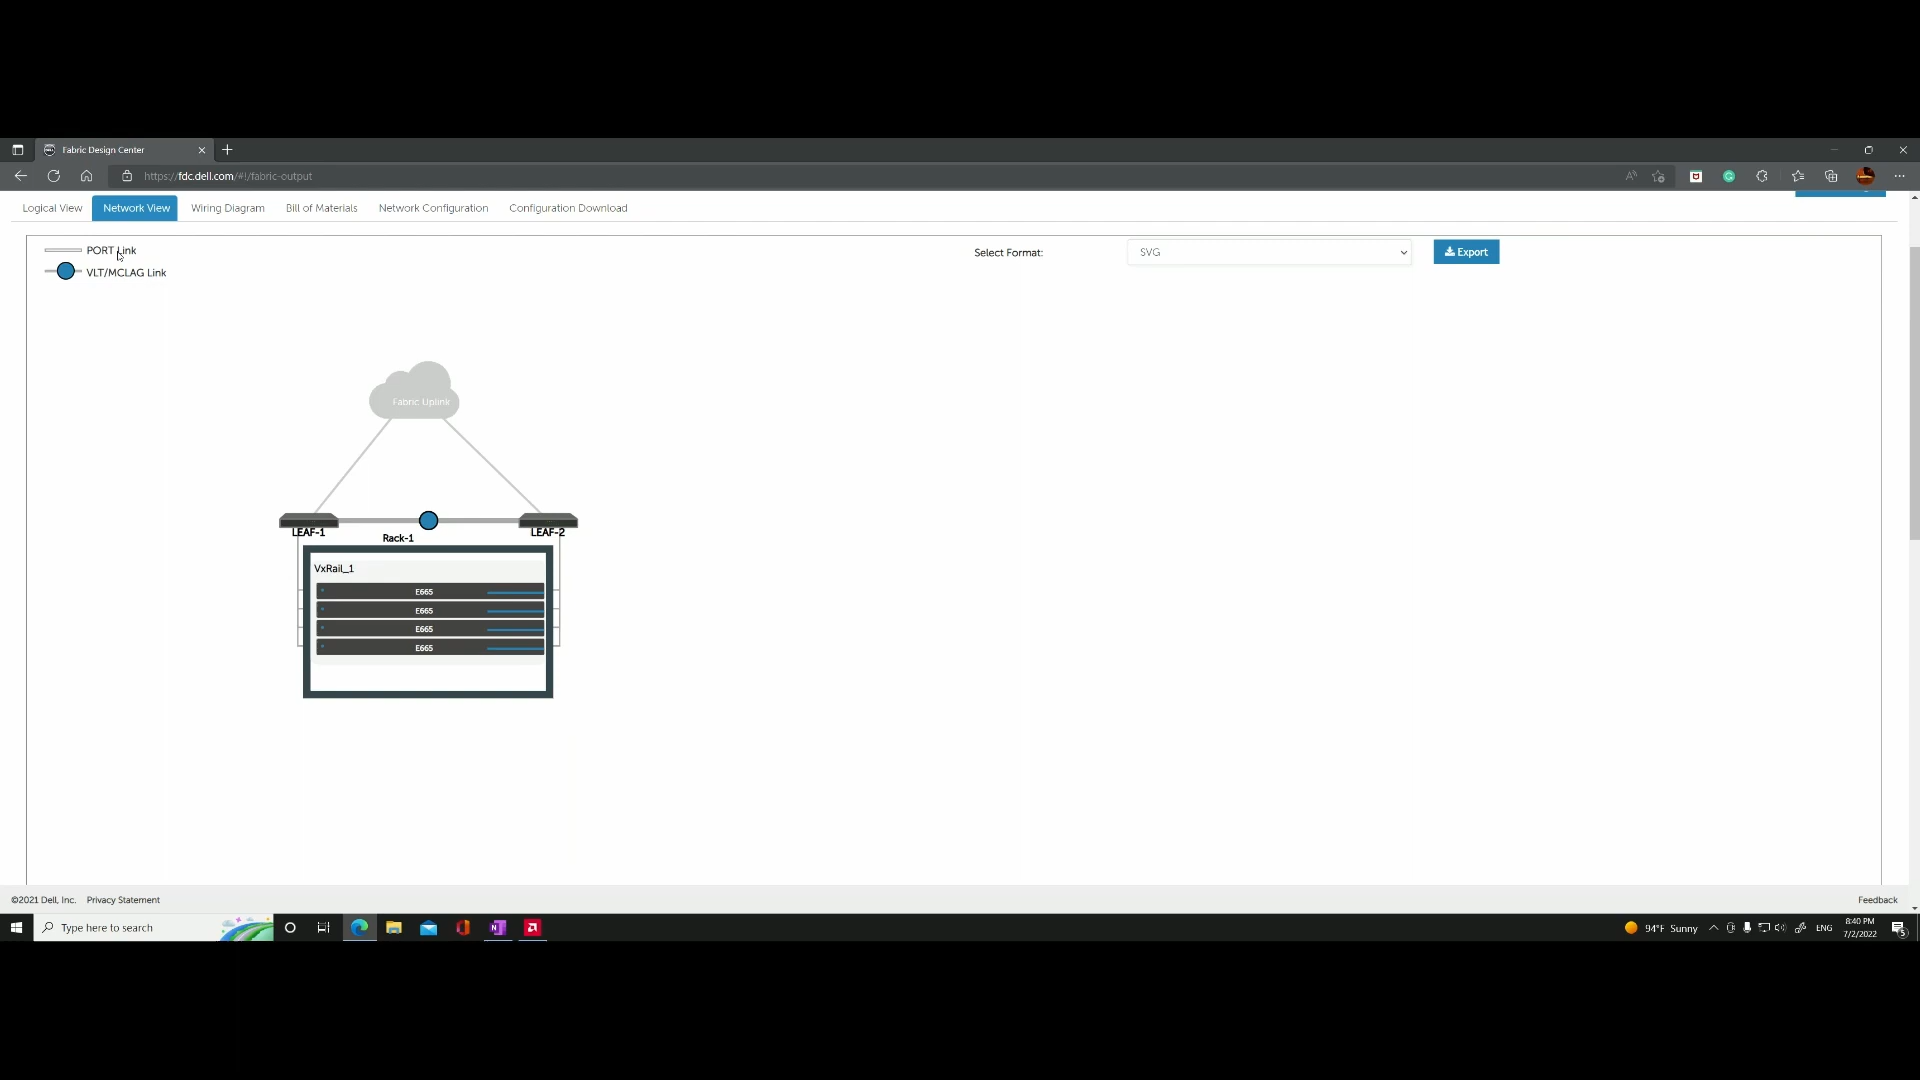 Fabric Design Center
https://fdc.dell.com/#!/fabric-output
Logical View
Network View
Wiring Diagram
Bill of Materials
Network Configuration
Configuration Download
PORT Link
VLT/MCLAG Link
Select Format:
SVG
Export
Fabric Uplink
LEAF-1
LEAF-2
Rack-1
VxRail_1
E665
E665
E665
E665
©2021 Dell, Inc.
Privacy Statement
Feedback
Type here to search
94°F Sunny
ENG
8:40 PM
7/2/2022
5